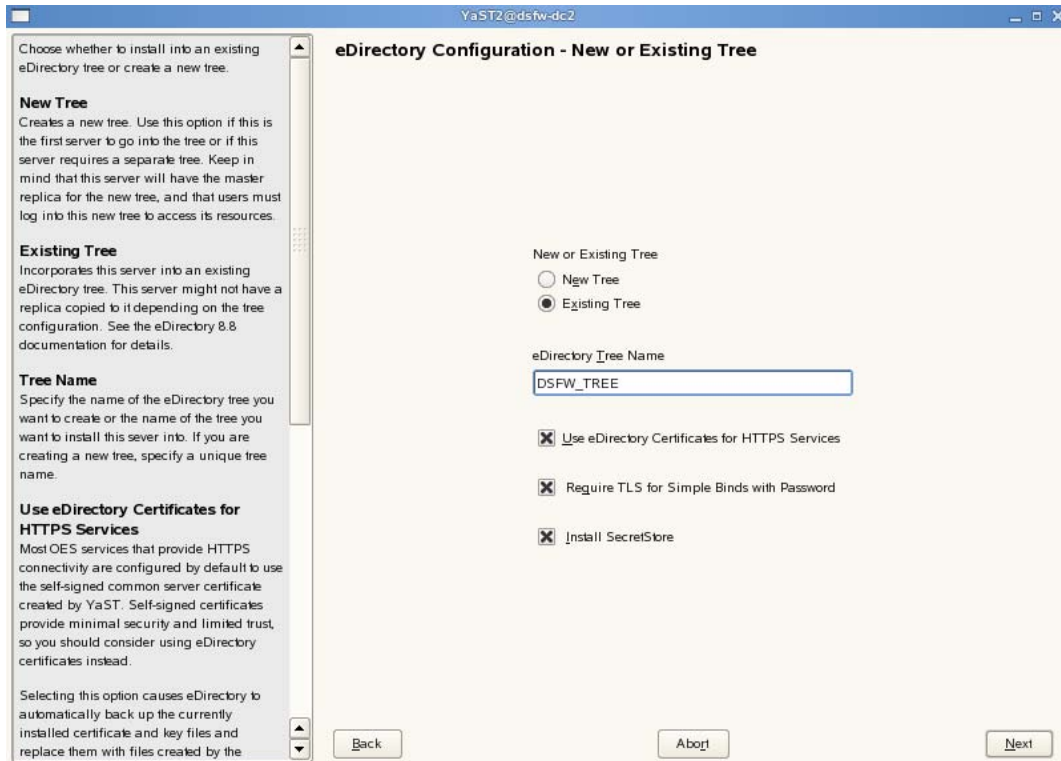 YaST2@dsfw-dc2
Choose whether to install into an existing
eDirectory tree or create a new tree.
New Tree
Creates a new tree. Use this option if this is
the first server to go into the tree or if this
server requires a separate tree. Keep in
mind that this server will have the master
replica for the new tree, and that users must
log into this new tree to access its resources.
Existing Tree
Incorporates this server into an existing
eDirectory tree. This server might not have a
replica copied to it depending on the tree
configuration. See the eDirectory 8.8
documentation for details.
Tree Name
Specify the name of the eDirectory tree you
want to create or the name of the tree you
want to install this sever into. If you are
creating a new tree, specify a unique tree
name.
Use eDirectory Certificates for
HTTPS Services
Most OES services that provide HTTPS
connectivity are configured by default to use
the self-signed common server certificate
created by YaST. Self-signed certificates
provide minimal security and limited trust,
so you should consider using eDirectory
certificates instead.
Selecting this option causes eDirectory to
automatically back up the currently
installed certificate and key files and
replace them with files created by the
eDirectory Configuration - New or Existing Tree
New or Existing Tree
New Tree
Existing Tree
eDirectory Tree Name
DSFW_TREE
Use eDirectory Certificates for HTTPS Services
Require TLS for Simple Binds with Password
Install SecretStore
Back
Abort
Next